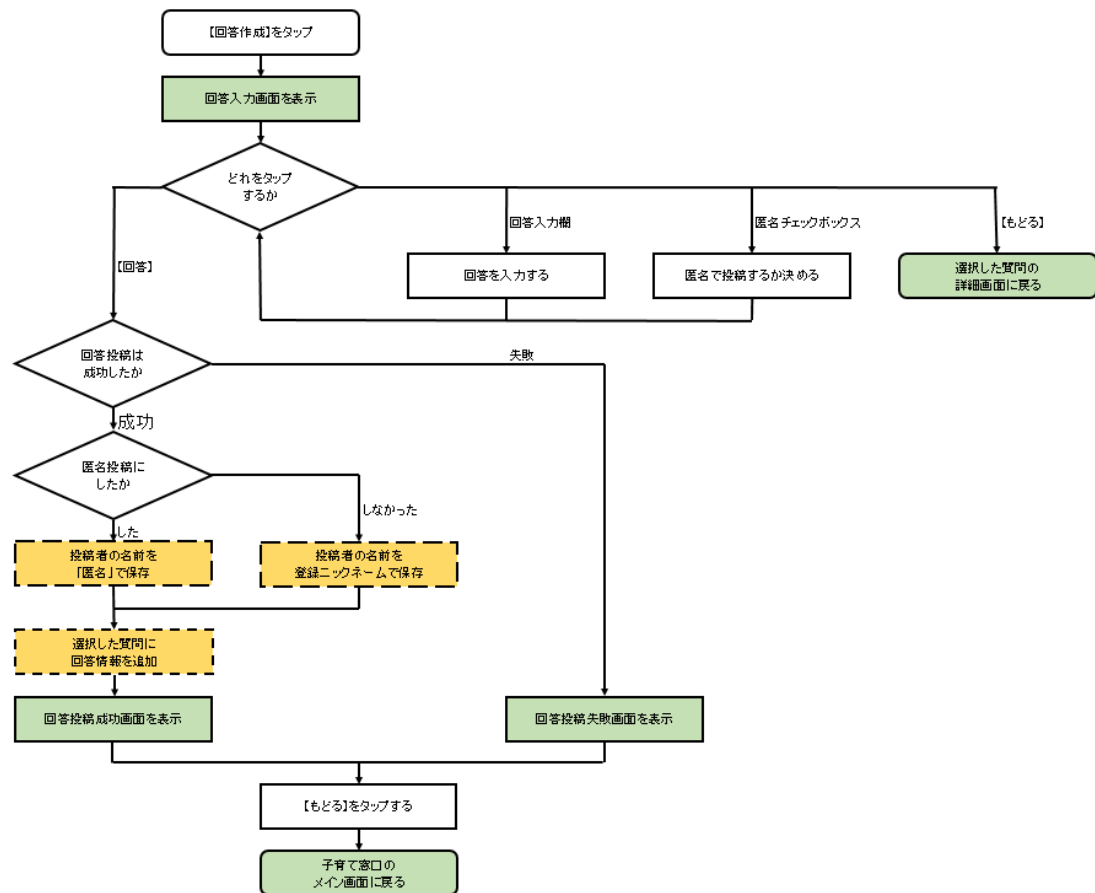 【回答作成】をタップ
回答入力画面を表示
どれをタップ
するか
【回答】
回答入力欄
匿名チェックボックス
【もどる】
回答を入力する
匿名で投稿するか決める
選択した質問の
詳細画面に戻る
回答投稿は
成功したか
失敗
成功
匿名投稿に
したか
しなかった
した
投稿者の名前を
「匿名」で保存
投稿者の名前を
登録ニックネームで保存
選択した質問に
回答情報を追加
回答投稿成功画面を表示
回答投稿失敗画面を表示
【もどる】をタップする
子育て窓口の
メイン画面に戻る